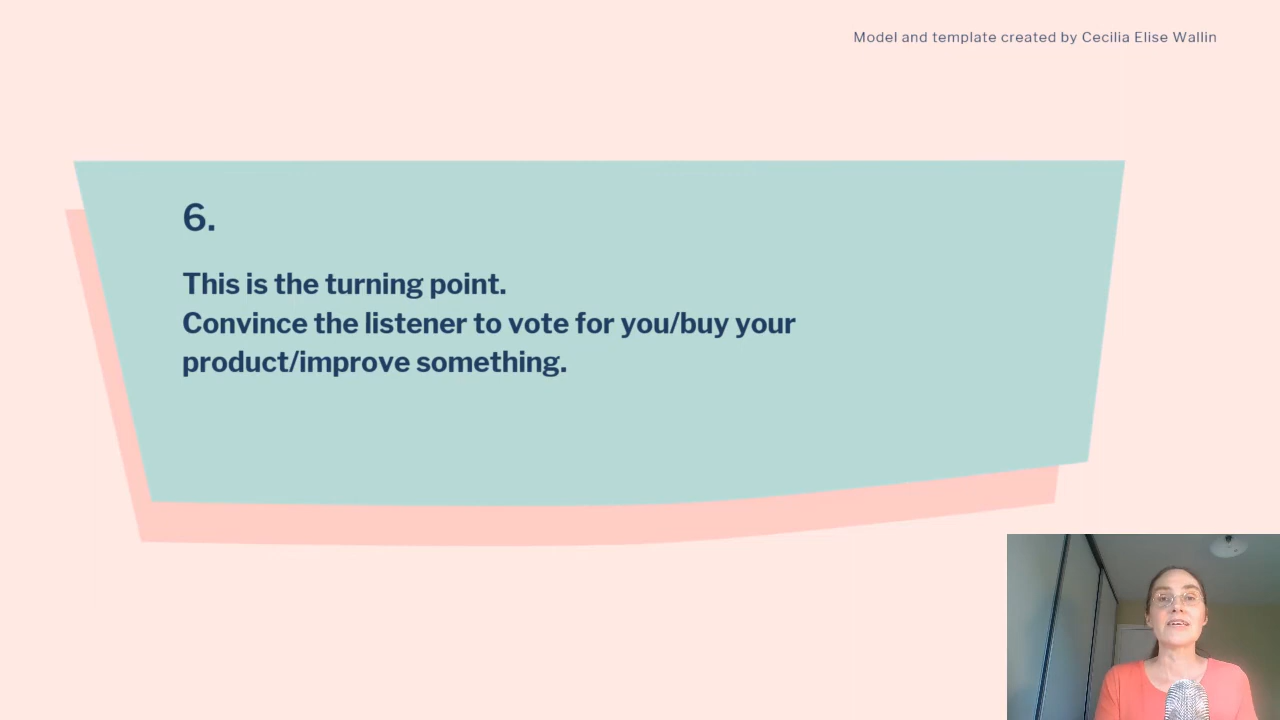 Model and template created by Cecilia Elise Wallin
6.
This is the turning point.
Convince the listener to vote for you/buy your
product/improve something.